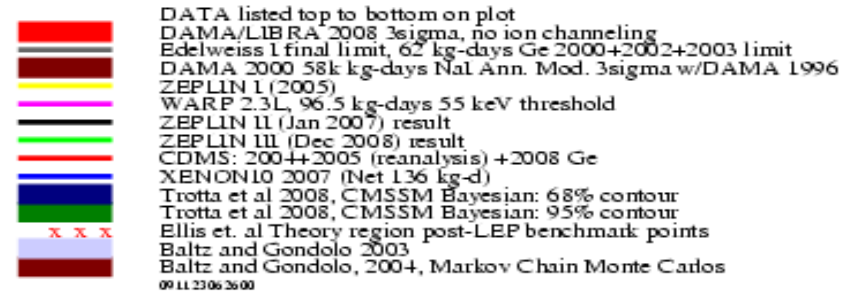 DATA listed top to bottom on plot
DAMA/LIBRA 2008 3sigma, no ion channeling
Edelweiss I final limit, 62 kg-days Ge 2000+2002+2003 limit
DAMA 2000 58k kg-days NaI Ann. Mod. 3sigma w/DAMA 1996
ZEPLIN I (2005)
WARP 2.3L, 96.5 kg-days 55 keV threshold
ZEPLIN II (Jan 2007) result
ZEPLIN III (Dec 2008) result
CDMS: 2004+2005 (reanalysis) +2008 Ge
XENON10 2007 (Net 136 kg-d)
Trotta et al 2008, CMSSM Bayesian: 68% contour
Trotta et al 2008, CMSSM Bayesian: 95% contour
x x x Ellis et. al Theory region post-LEP benchmark points
Baltz and Gondolo 2003
Baltz and Gondolo, 2004, Markov Chain Monte Carlos
091123062600